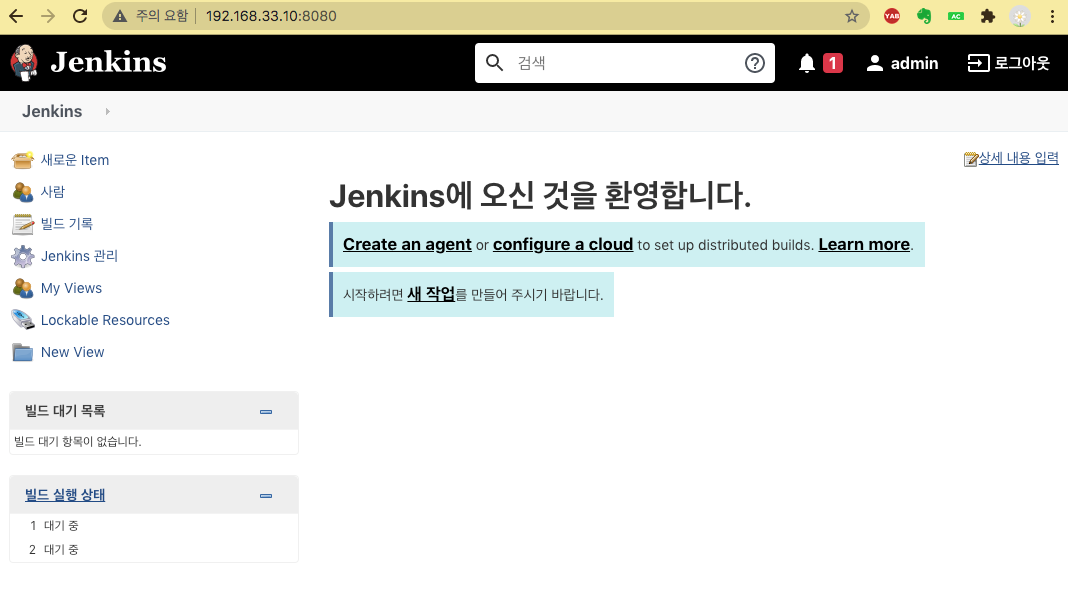 주의 요함 192.168.33.10:8080
YAB
AC
Jenkins
검색
1
admin
로그아웃
Jenkins
새로운 Item
사람
빌드 기록
Jenkins 관리
My Views
Lockable Resources
New View
빌드 대기 목록
빌드 대기 항목이 없습니다.
빌드 실행 상태
1 대기 중
2 대기 중
상세 내용 입력
Jenkins에 오신 것을 환영합니다.
Create an agent or configure a cloud to set up distributed builds. Learn more.
시작하려면 새 작업를 만들어 주시기 바랍니다.